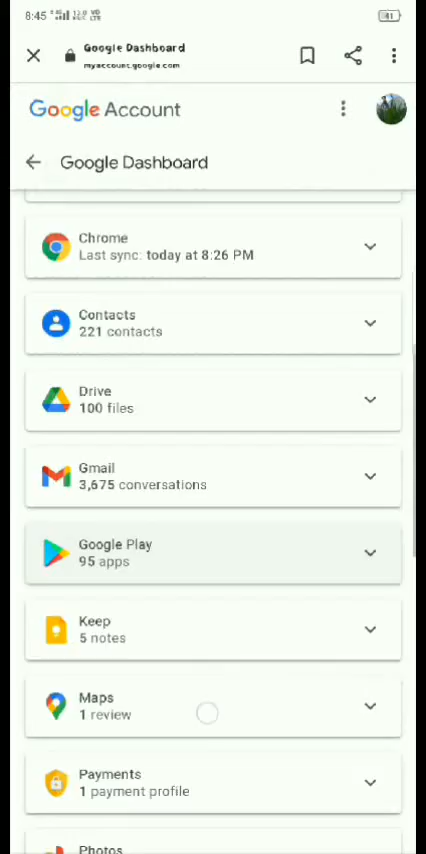 8:45
Google Dashboard
myaccount.google.com
Google Account
Google Dashboard
Chrome
Last sync: today at 8:26 PM
Contacts
221 contacts
Drive
100 files
Gmail
3,675 conversations
Google Play
95 apps
Keep
5 notes
Maps
1 review
Payments
1 payment profile
Photos